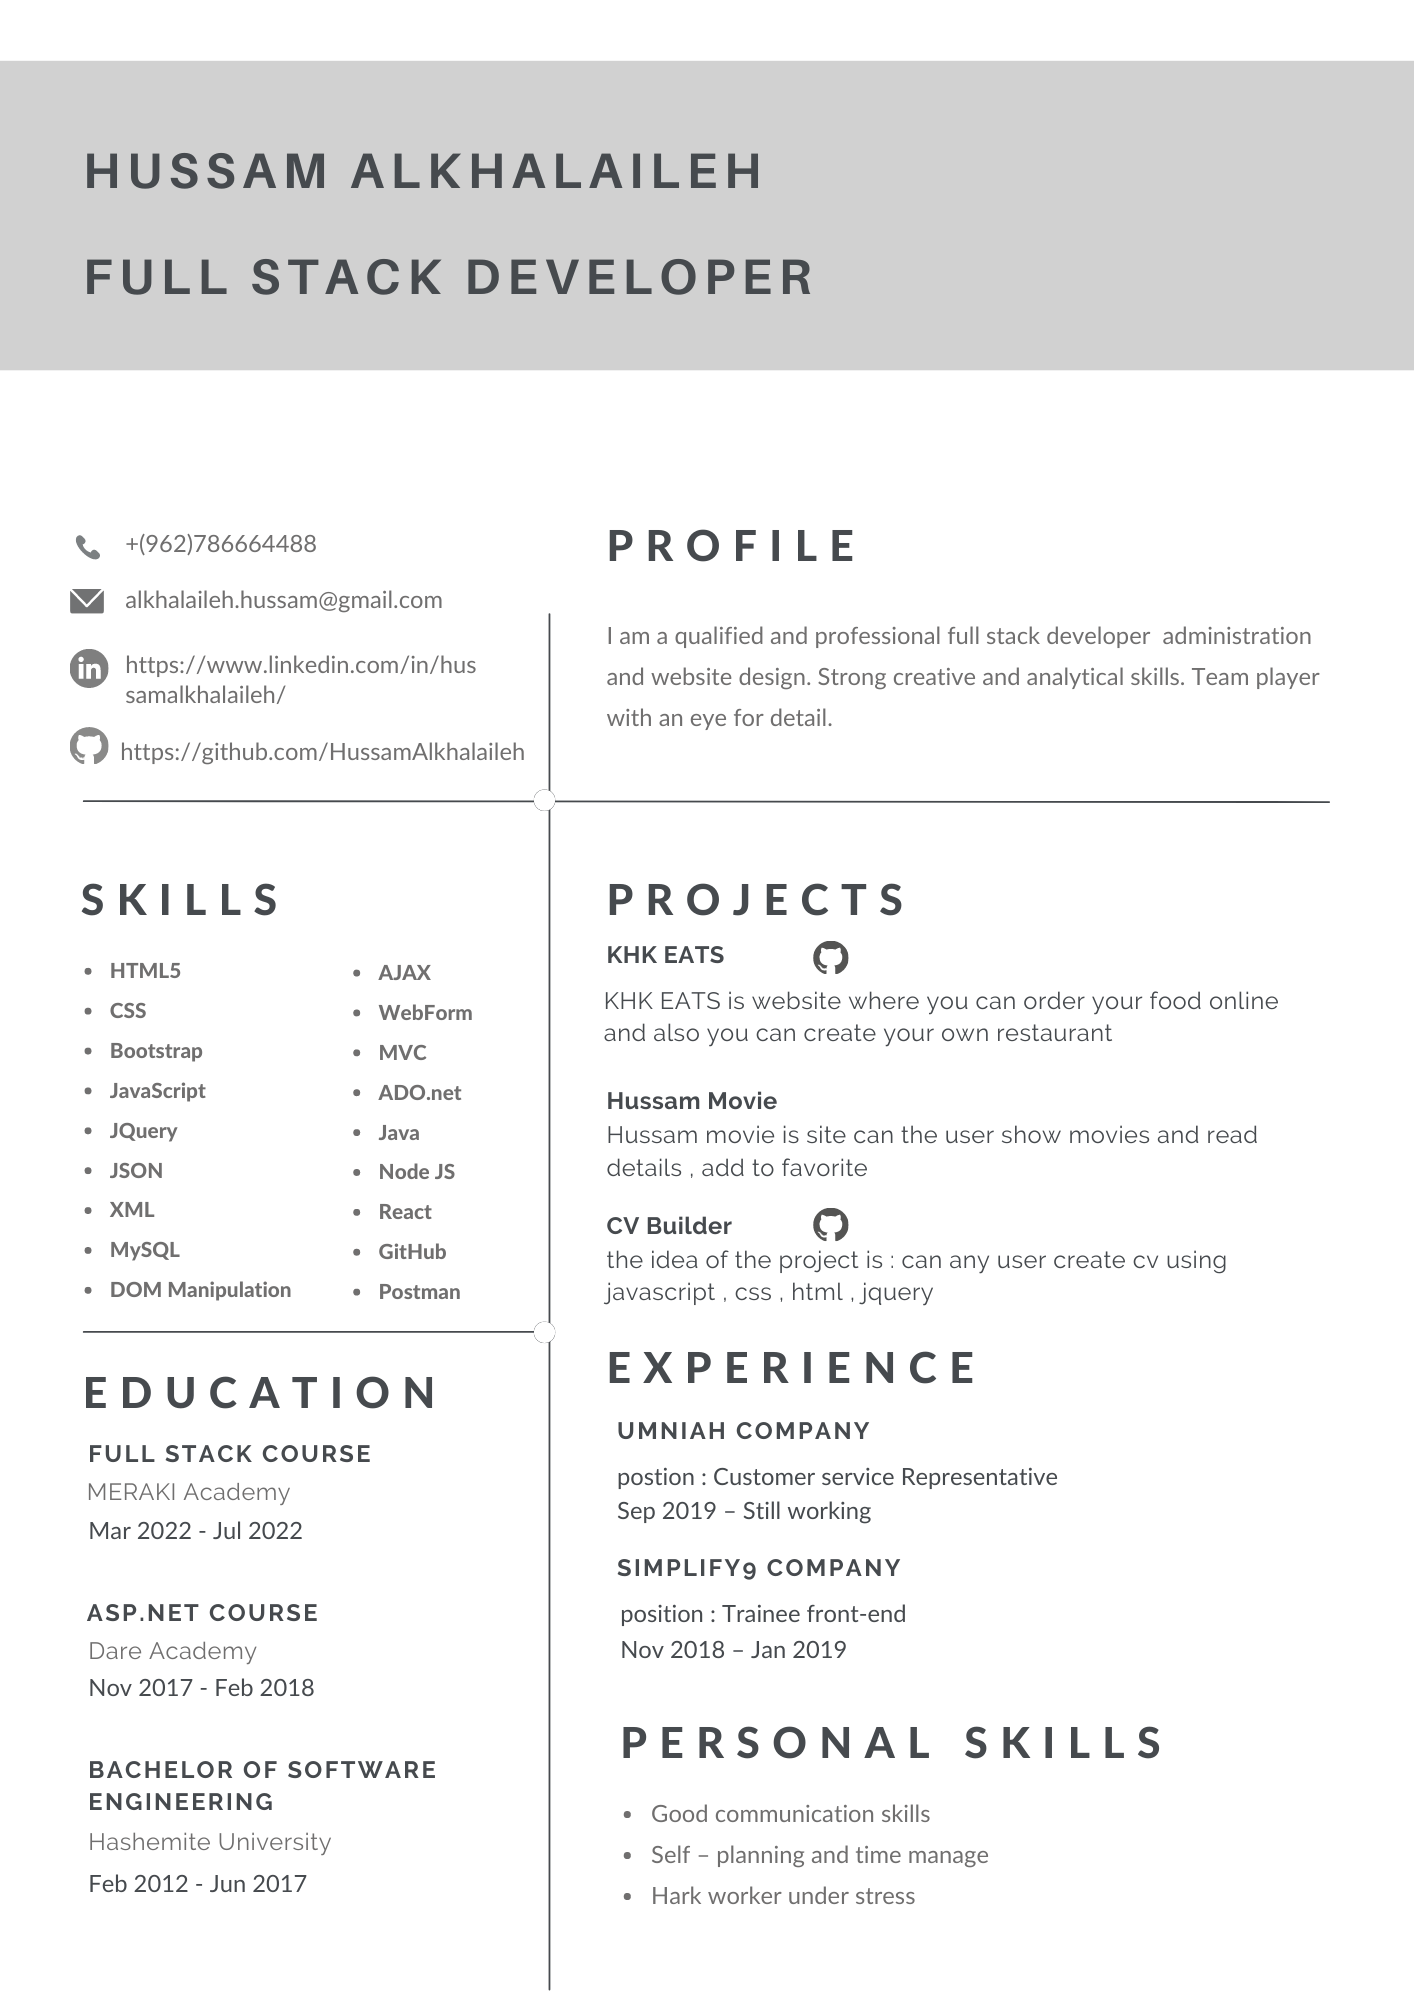 HUSSAM ALKHALAILEH
FULL STACK DEVELOPER
+(962)786664488
alkhalaileh.hussam@gmail.com
https://www.linkedin.com/in/hus
samalkhalaileh/
https://github.com/HussamAlkhalaileh
PROFILE
I am a qualified and professional full stack developer  administration
and website design. Strong creative and analytical skills. Team player
with an eye for detail.
SKILLS
• HTML5
• CSS
• Bootstrap
• JavaScript
• JQuery
• JSON
• XML
• MySQL
• DOM Manipulation
• AJAX
• WebForm
• MVC
• ADO.net
• Java
• Node JS
• React
• GitHub
• Postman
EDUCATION
FULL STACK COURSE
MERAKI Academy
Mar 2022 - Jul 2022
ASP.NET COURSE
Dare Academy
Nov 2017 - Feb 2018
BACHELOR OF SOFTWARE
ENGINEERING
Hashemite University
Feb 2012 - Jun 2017
PROJECTS
KHK EATS
KHK EATS is website where you can order your food online
and also you can create your own restaurant
Hussam Movie
Hussam movie is site can the user show movies and read
details , add to favorite
CV Builder
the idea of the project is : can any user create cv using
javascript , css , html , jquery
EXPERIENCE
UMNIAH COMPANY
postion : Customer service Representative
Sep 2019 – Still working
SIMPLIFY9 COMPANY
position : Trainee front-end
Nov 2018 – Jan 2019
PERSONAL SKILLS
• Good communication skills
• Self – planning and time manage
• Hark worker under stress